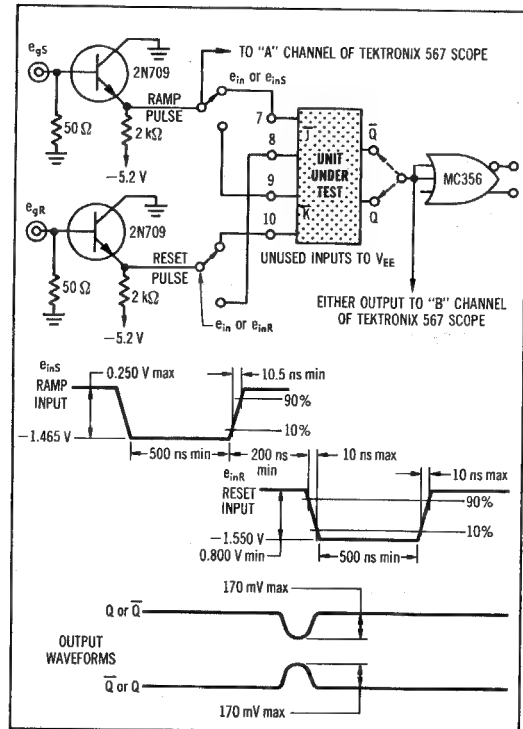 e_gS
2N709
TO "A" CHANNEL OF TEKTRONIX 567 SCOPE
RAMP
PULSE
e_in or e_inS
50 Ω
2 kΩ
−5.2 V
7
8
9
10
J̅
K̅
UNIT
UNDER
TEST
Q̅
Q
MC356
UNUSED INPUTS TO V_EE
e_gR
2N709
RESET
PULSE
50 Ω
2 kΩ
−5.2 V
e_in or e_inR
EITHER OUTPUT TO "B" CHANNEL
OF TEKTRONIX 567 SCOPE
e_inS
RAMP
INPUT
0.250 V max
10.5 ns min
90%
10%
−1.465 V
500 ns min
200 ns
min
10 ns max
10 ns max
e_inR
RESET
INPUT
90%
10%
−1.550 V
0.800 V min
500 ns min
170 mV max
Q or Q̅
OUTPUT
WAVEFORMS
Q̅ or Q
170 mV max